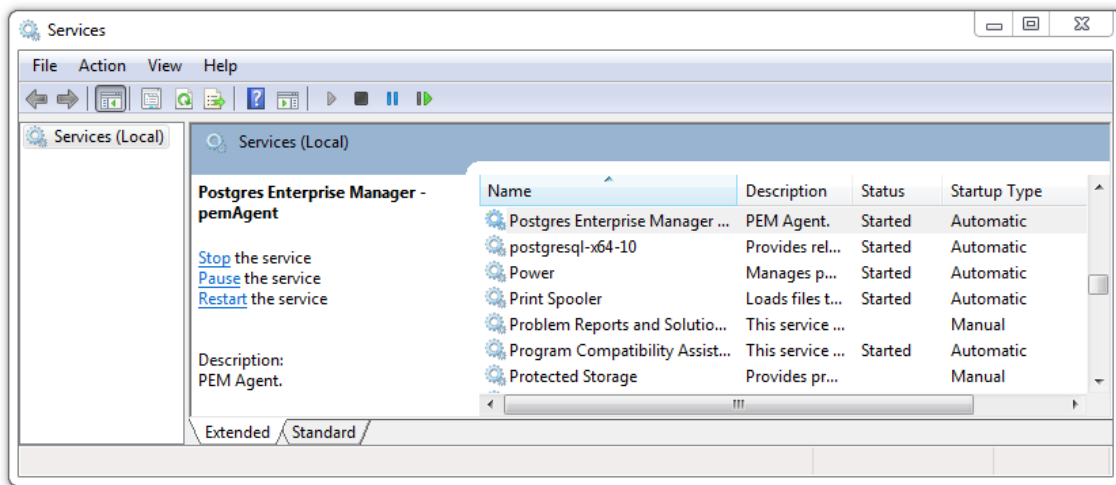 Services
File Action View Help
Services (Local)
Services (Local)
Postgres Enterprise Manager -
pemAgent
Stop the service
Pause the service
Restart the service
Description:
PEM Agent.
Name Description Status Startup Type
Postgres Enterprise Manager ... PEM Agent. Started Automatic
postgresql-x64-10 Provides rel... Started Automatic
Power Manages p... Started Automatic
Print Spooler Loads files t... Started Automatic
Problem Reports and Solutio... This service ... Manual
Program Compatibility Assist... This service ... Started Automatic
Protected Storage Provides pr... Manual
Extended Standard